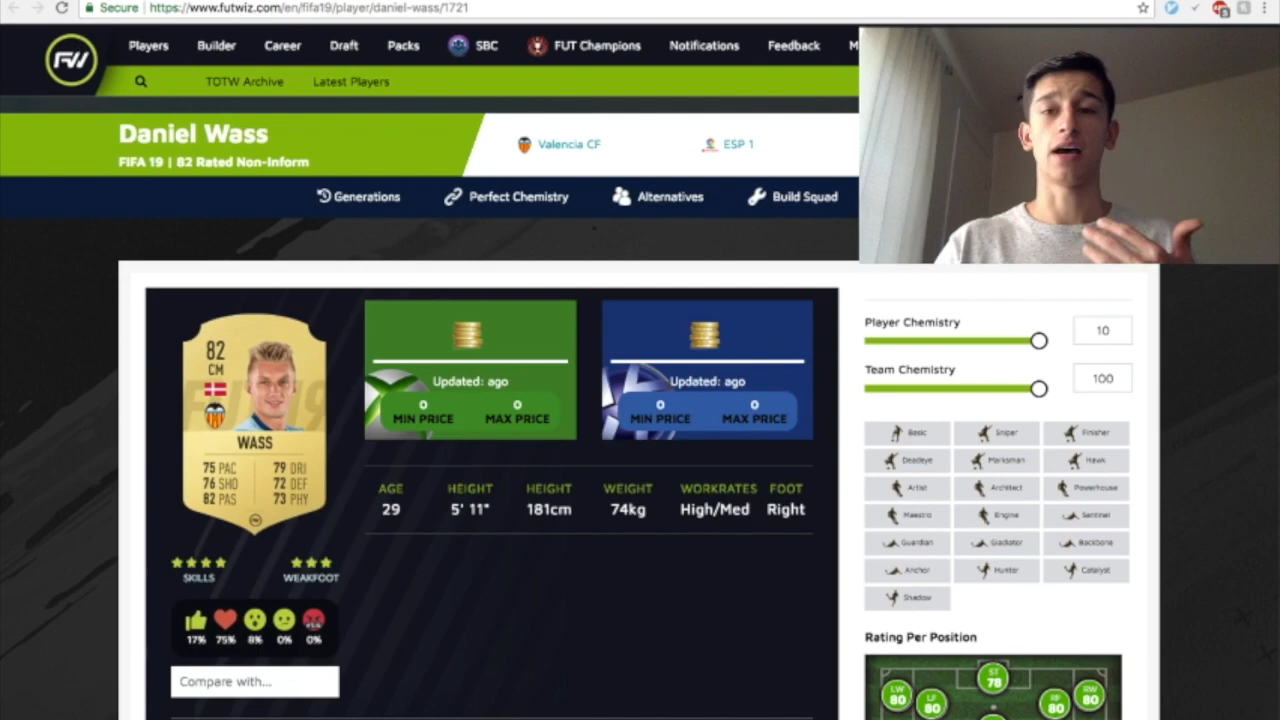 Secure https://www.futwiz.com/en/fifa19/player/daniel-wass/1721
FW Players Builder Career Draft Packs SBC FUT Champions Notifications Feedback M
TOTW Archive Latest Players
Daniel Wass
FIFA 19 | 82 Rated Non-Inform
Valencia CF ESP 1
Generations Perfect Chemistry Alternatives Build Squad
82
CM
WASS
75 PAC 79 DRI
76 SHO 72 DEF
82 PAS 73 PHY
SKILLS WEAKFOOT
17% 75% 8% 0% 0%
Compare with...
Updated: ago
0 0
MIN PRICE MAX PRICE
Updated: ago
0 0
MIN PRICE MAX PRICE
AGE HEIGHT HEIGHT WEIGHT WORKRATES FOOT
29 5' 11" 181cm 74kg High/Med Right
Player Chemistry 10
Team Chemistry 100
Basic Sniper Finisher
Deadeye Marksman Hawk
Artist Architect Powerhouse
Maestro Engine Sentinel
Guardian Gladiator Backbone
Anchor Hunter Catalyst
Shadow
Rating Per Position
ST
78
LW LF RF RW
80 80 80 80